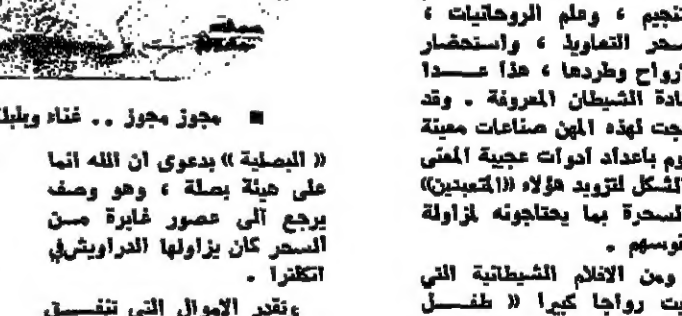 تنجيم ، وعلم الروحانيات ،
سحر التعاويذ ، واستحضار
أرواح وطردها ، هذا عـــدا
ادة الشيطان المعروفة . وقد
جت لهذه المهن صناعات معينة
وم باعداد أدوات عجيبة المعنى
الشكل لتزويد هؤلاء ((المتعبدين))
السحرة بما يحتاجونه لمزاولة
قوسهم .
ومن الافلام الشيطانية التي
يت رواجا كبيرا (( طفـــل
■ مجوز مجوز .. غناء وطبلة
(( البصلية )) بدعوى ان الله انما
على هيئة بصلة ، وهو وصف
يرجع الى عصور غابرة مـــن
السحر كان يزاولها الدراويش في
انكلترا .
وتقدر الاموال التي تنفـــق